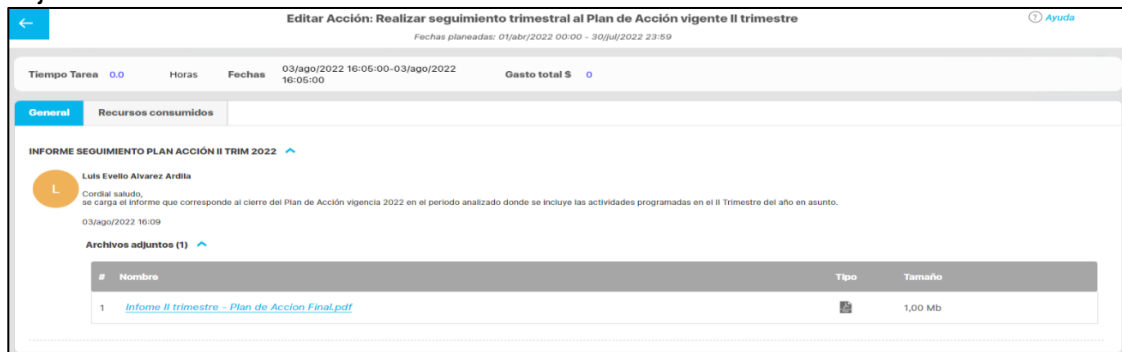 Editar Acción: Realizar seguimiento trimestral al Plan de Acción vigente II trimestre
Ayuda
Fechas planeadas: 01/abr/2022 00:00 - 30/jul/2022 23:59
Tiempo Tarea 0.0 Horas Fechas 03/ago/2022 16:05:00-03/ago/2022 16:05:00 Gasto total $ 0
General Recursos consumidos
INFORME SEGUIMIENTO PLAN ACCIÓN II TRIM 2022
L
Luis Evelio Alvarez Ardila
Cordial saludo,
se carga el informe que corresponde al cierre del Plan de Acción vigencia 2022 en el periodo analizado donde se incluye las actividades programadas en el II Trimestre del año en asunto.
03/ago/2022 16:09
Archivos adjuntos (1)
# Nombre Tipo Tamaño
1 Infome II trimestre - Plan de Accion Final.pdf 1,00 Mb